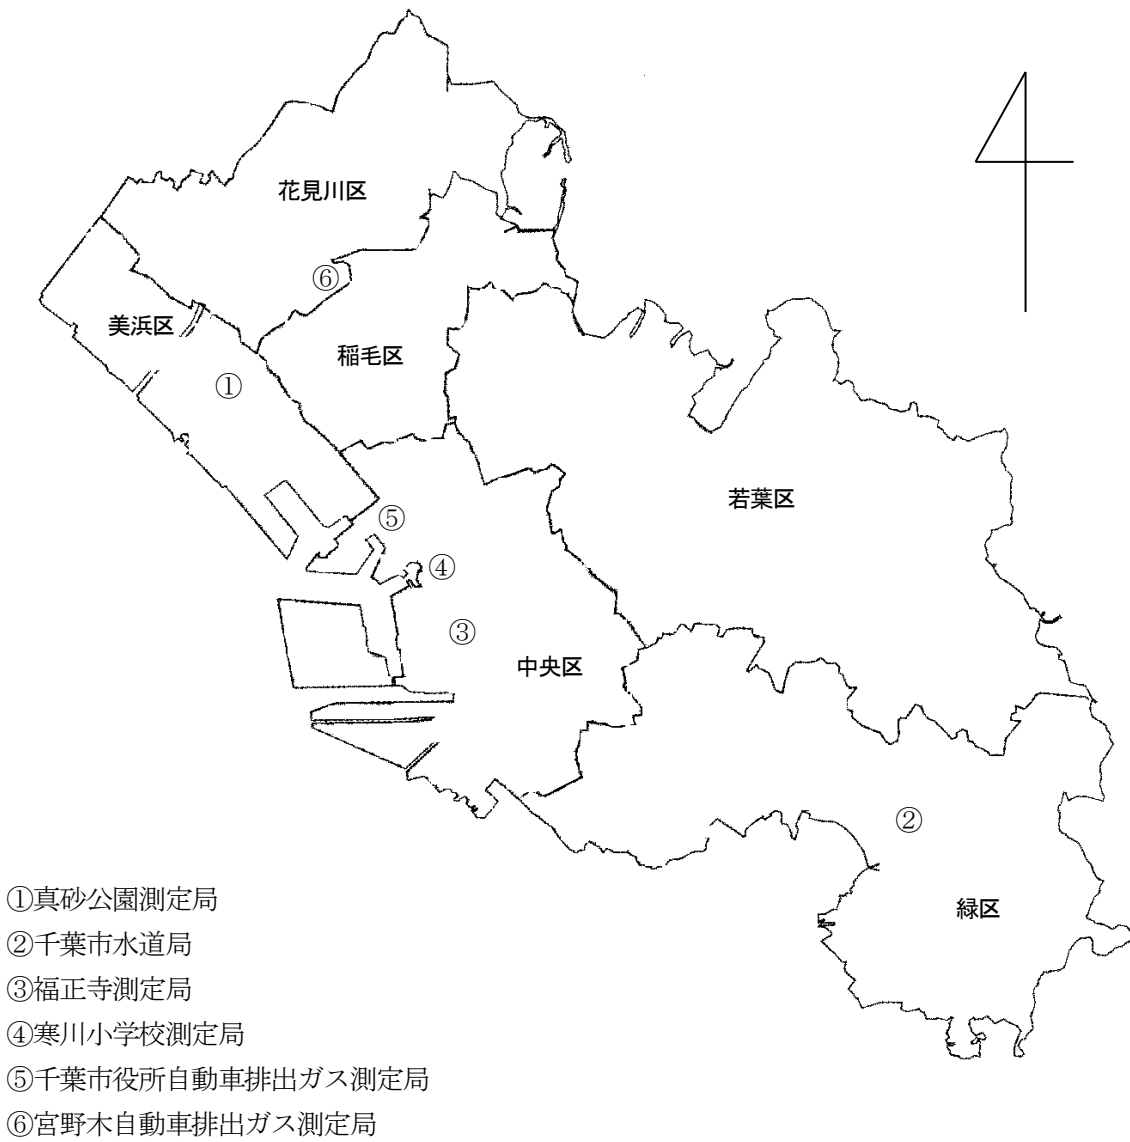 花見川区
⑥
美浜区
稲毛区
①
若葉区
⑤
④
③
中央区
②
緑区
①真砂公園測定局
②千葉市水道局
③福正寺測定局
④寒川小学校測定局
⑤千葉市役所自動車排出ガス測定局
⑥宮野木自動車排出ガス測定局